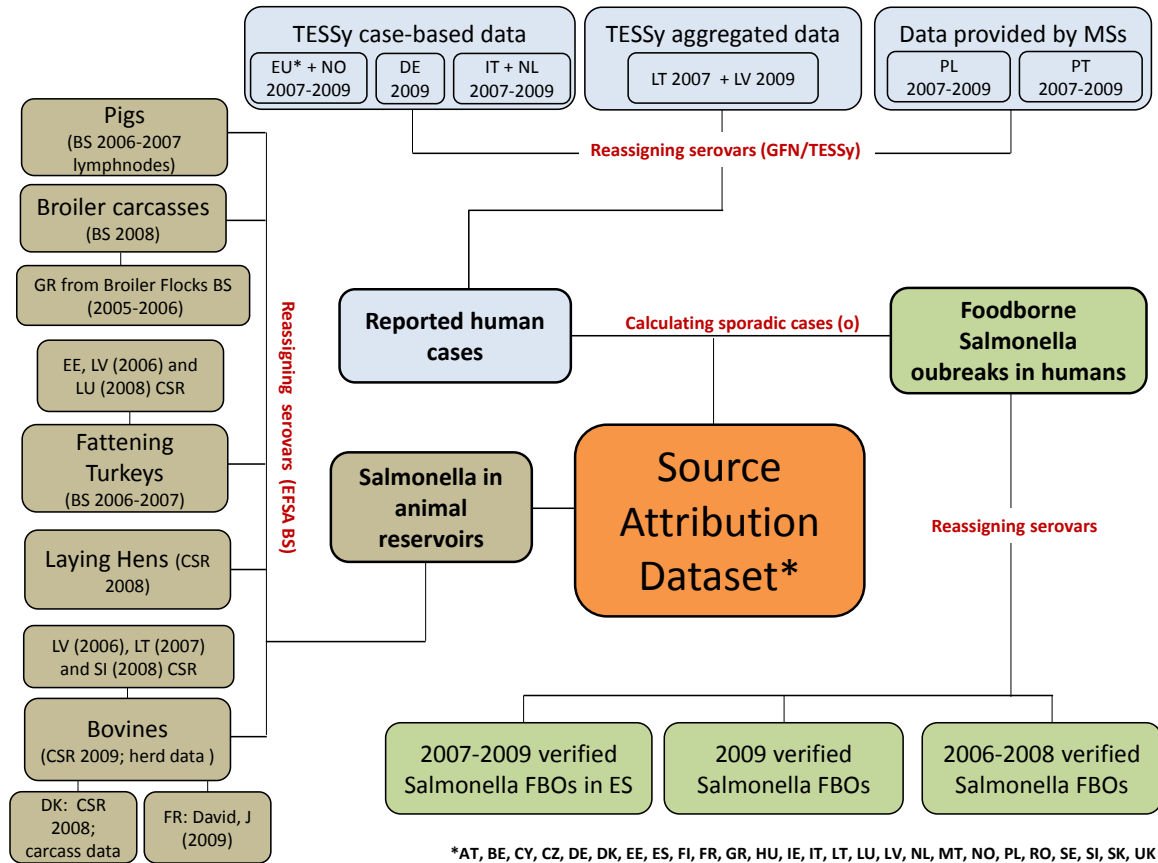 TESSy case-based data
EU* + NO
2007-2009
DE
2009
IT + NL
2007-2009
TESSy aggregated data
LT 2007 + LV 2009
Data provided by MSs
PL
2007-2009
PT
2007-2009
Reassigning serovars (GFN/TESSy)
Pigs
(BS 2006-2007
lymphnodes)
Broiler carcasses
(BS 2008)
GR from Broiler Flocks BS
(2005-2006)
EE, LV (2006) and
LU (2008) CSR
Fattening
Turkeys
(BS 2006-2007)
Laying Hens (CSR
2008)
LV (2006), LT (2007)
and SI (2008) CSR
Bovines
(CSR 2009; herd data )
DK: CSR
2008;
carcass data
FR: David, J
(2009)
Reassigning serovars (EFSA BS)
Reported human
cases
Calculating sporadic cases (o)
Foodborne
Salmonella
oubreaks in humans
Salmonella in
animal
reservoirs
Source
Attribution
Dataset*
Reassigning serovars
2007-2009 verified
Salmonella FBOs in ES
2009 verified
Salmonella FBOs
2006-2008 verified
Salmonella FBOs
*AT, BE, CY, CZ, DE, DK, EE, ES, FI, FR, GR, HU, IE, IT, LT, LU, LV, NL, MT, NO, PL, RO, SE, SI, SK, UK